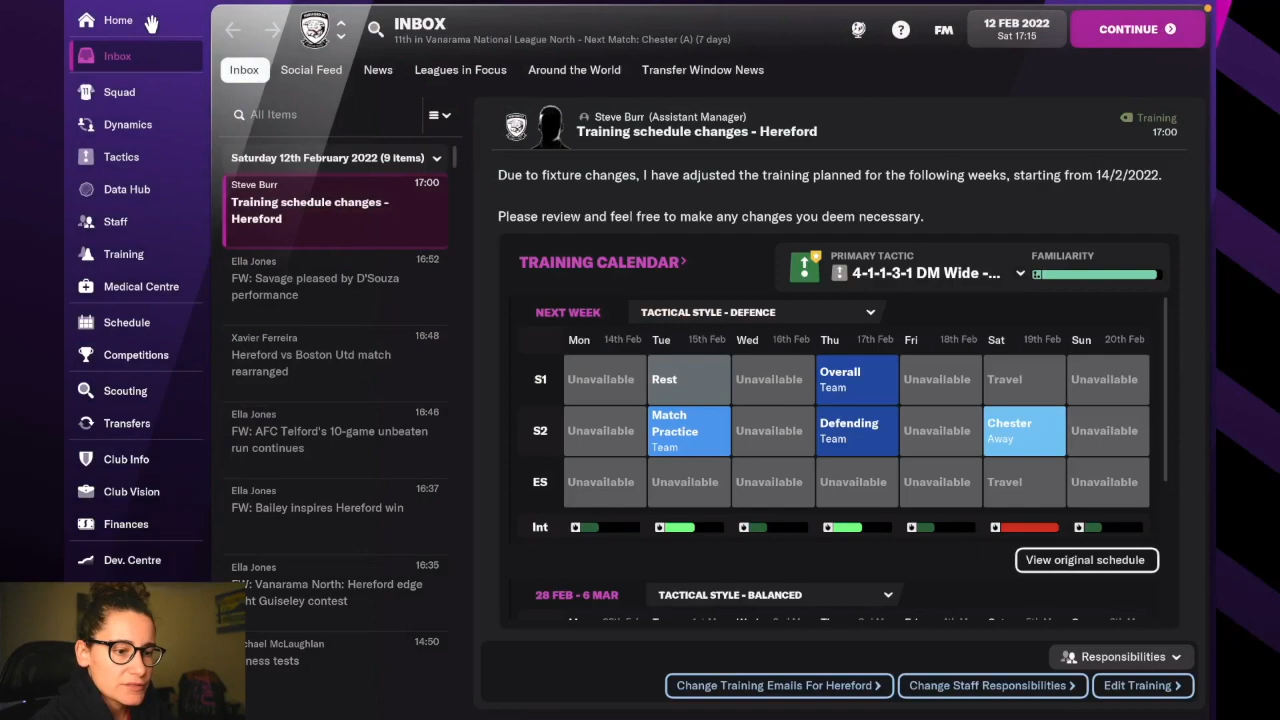 Home
Inbox
Squad
Dynamics
Tactics
Data Hub
Staff
Training
Medical Centre
Schedule
Competitions
Scouting
Transfers
Club Info
Club Vision
Finances
Dev. Centre
INBOX
11th in Vanarama National League North - Next Match: Chester (A) (7 days)
?
FM
12 FEB 2022
Sat 17:15
CONTINUE
Inbox
Social Feed
News
Leagues in Focus
Around the World
Transfer Window News
All Items
Saturday 12th February 2022 (9 Items)
Steve Burr
17:00
Training schedule changes -
Hereford
Ella Jones
16:52
FW: Savage pleased by D'Souza
performance
Xavier Ferreira
16:48
Hereford vs Boston Utd match
rearranged
Ella Jones
16:46
FW: AFC Telford's 10-game unbeaten
run continues
Ella Jones
16:37
FW: Bailey inspires Hereford win
Ella Jones
16:35
FW: Vanarama North: Hereford edge
Guiseley contest
McLaughlan
14:50
tests
Steve Burr (Assistant Manager)
Training schedule changes - Hereford
Training
17:00
Due to fixture changes, I have adjusted the training planned for the following weeks, starting from 14/2/2022.
Please review and feel free to make any changes you deem necessary.
TRAINING CALENDAR
PRIMARY TACTIC
4-1-1-3-1 DM Wide -...
FAMILIARITY
NEXT WEEK
TACTICAL STYLE - DEFENCE
Mon 14th Feb Tue 15th Feb Wed 16th Feb Thu 17th Feb Fri 18th Feb Sat 19th Feb Sun 20th Feb
S1
Unavailable
Rest
Unavailable
Overall
Team
Unavailable
Travel
Unavailable
S2
Unavailable
Match
Practice
Team
Unavailable
Defending
Team
Unavailable
Chester
Away
Unavailable
ES
Unavailable
Unavailable
Unavailable
Unavailable
Unavailable
Travel
Unavailable
Int
View original schedule
28 FEB - 6 MAR
TACTICAL STYLE - BALANCED
Responsibilities
Change Training Emails For Hereford
Change Staff Responsibilities
Edit Training